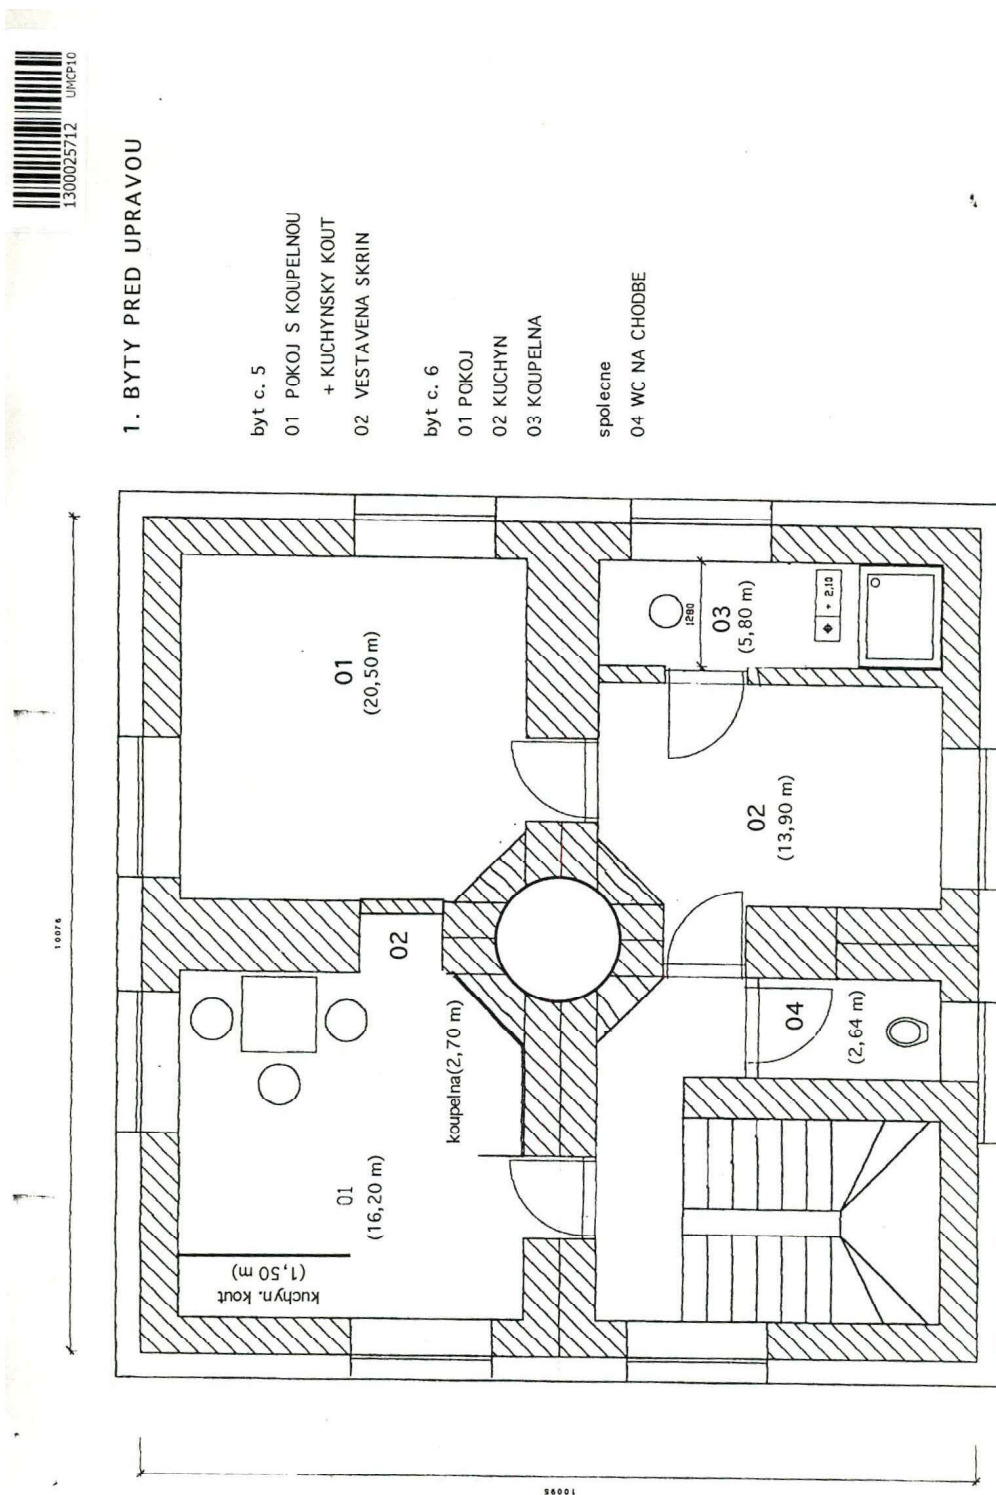 1300025712 UMCP10
1. BYTY PRED UPRAVOU
byt c. 5
01 POKOJ S KOUPELNOU
+ KUCHYNSKY KOUT
02 VESTAVENA SKRIN
byt c. 6
01 POKOJ
02 KUCHYN
03 KOUPELNA
spolecne
04 WC NA CHODBE
10076
01
(20,50 m)
1280
03
(5,80 m)
+ 2,10
02
02
(13,90 m)
koupelna(2,70 m)
04
(2,64 m)
01
(16,20 m)
kuchyn. kout
(1,50 m)
10095